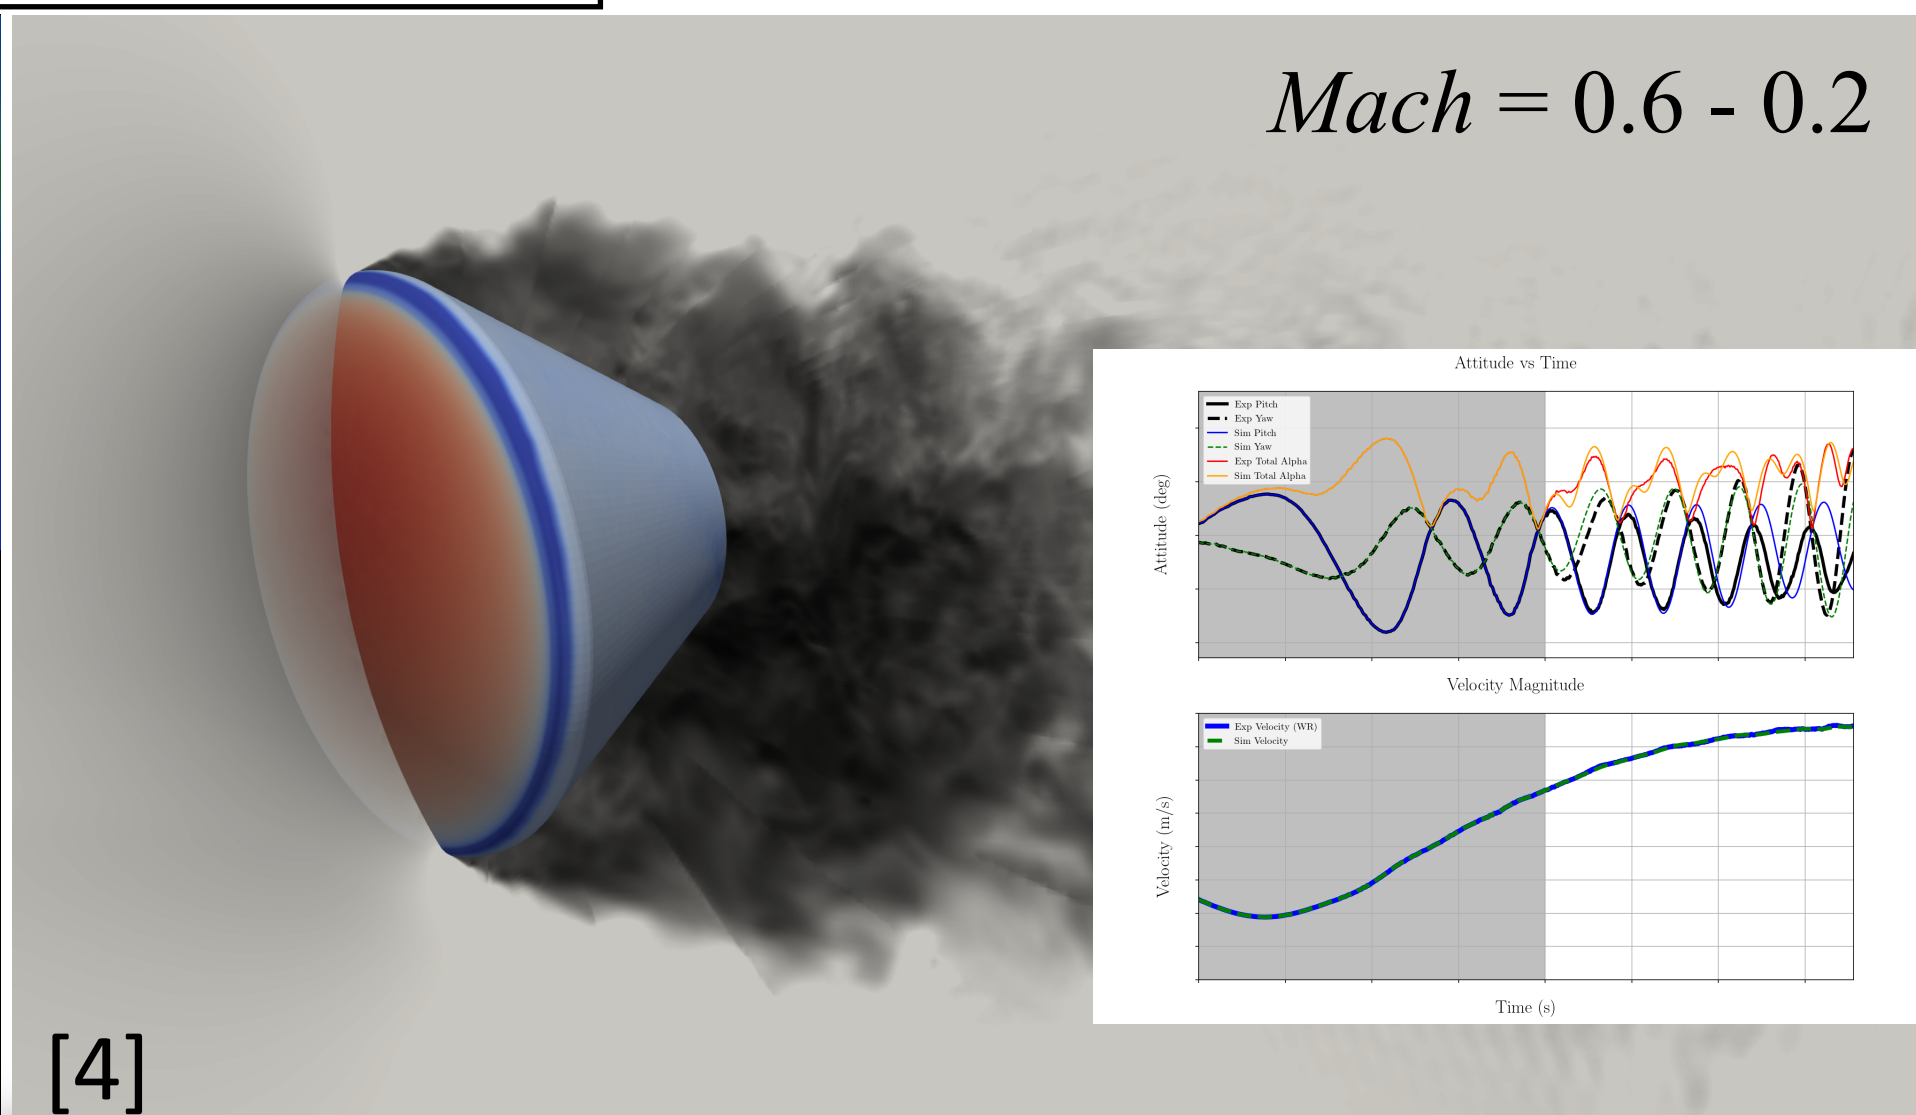 Mach = 0.6 - 0.2
Attitude vs Time
Exp Pitch
Exp Yaw
Sim Pitch
Sim Yaw
Exp Total Alpha
Sim Total Alpha
Attitude (deg)
Velocity Magnitude
Exp Velocity (WR)
Sim Velocity
Velocity (m/s)
Time (s)
[4]